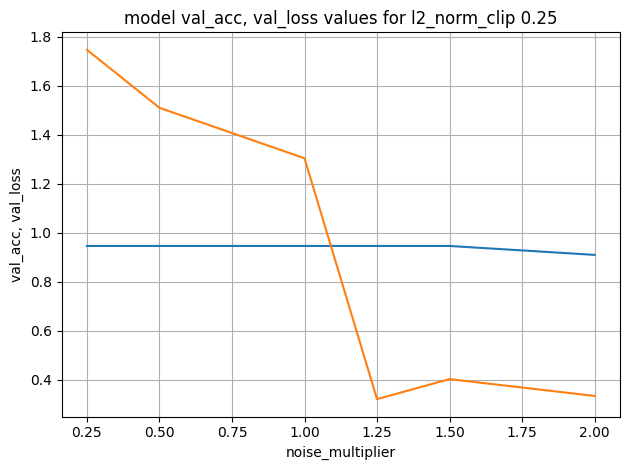 model val_acc, val_loss values for l2_norm_clip 0.25
1.8
1.6
1.4
1.2
1.0
0.8
0.6
0.4
val_acc, val_loss
0.25 0.50 0.75 1.00 1.25 1.50 1.75 2.00
noise_multiplier